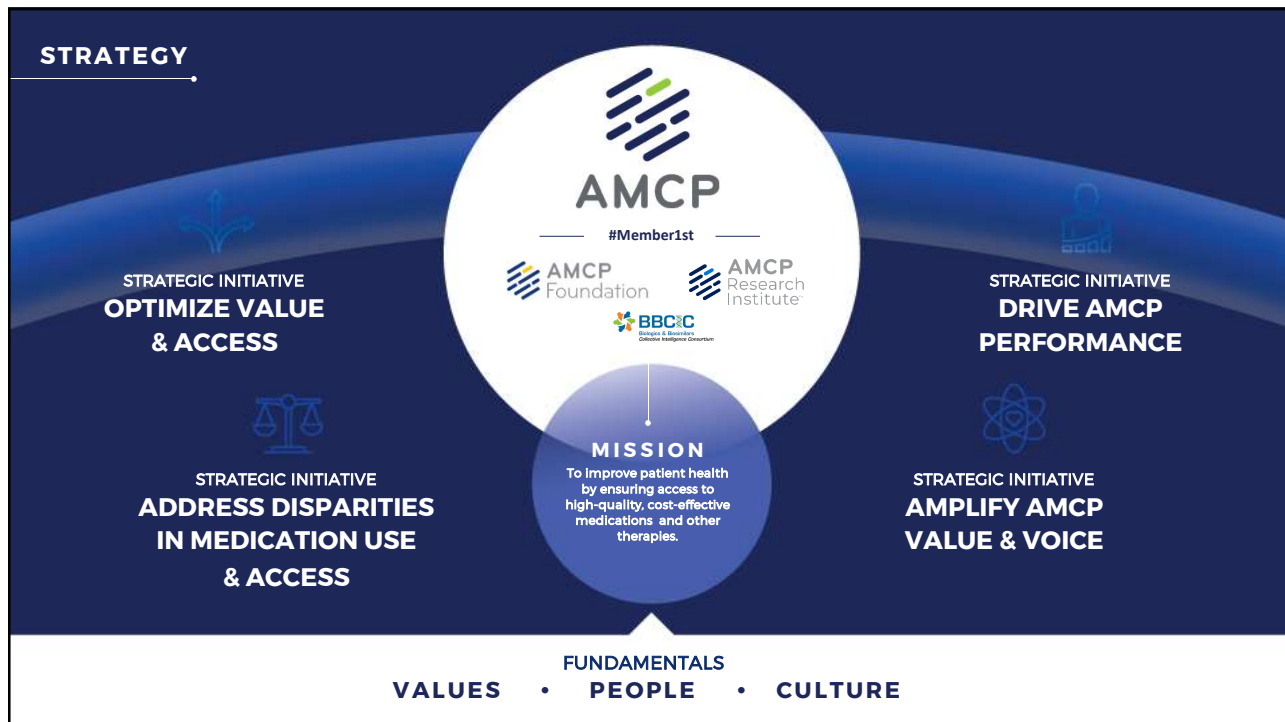 STRATEGY
AMCP
#Member1st
AMCP
Foundation
AMCP
Research
Institute™
BBCIC
Biologics & Biosimilars
Collective Intelligence Consortium
STRATEGIC INITIATIVE
OPTIMIZE VALUE
& ACCESS
STRATEGIC INITIATIVE
DRIVE AMCP
PERFORMANCE
STRATEGIC INITIATIVE
ADDRESS DISPARITIES
IN MEDICATION USE
& ACCESS
MISSION
To improve patient health
by ensuring access to
high-quality, cost-effective
medications and other
therapies.
STRATEGIC INITIATIVE
AMPLIFY AMCP
VALUE & VOICE
FUNDAMENTALS
VALUES • PEOPLE • CULTURE